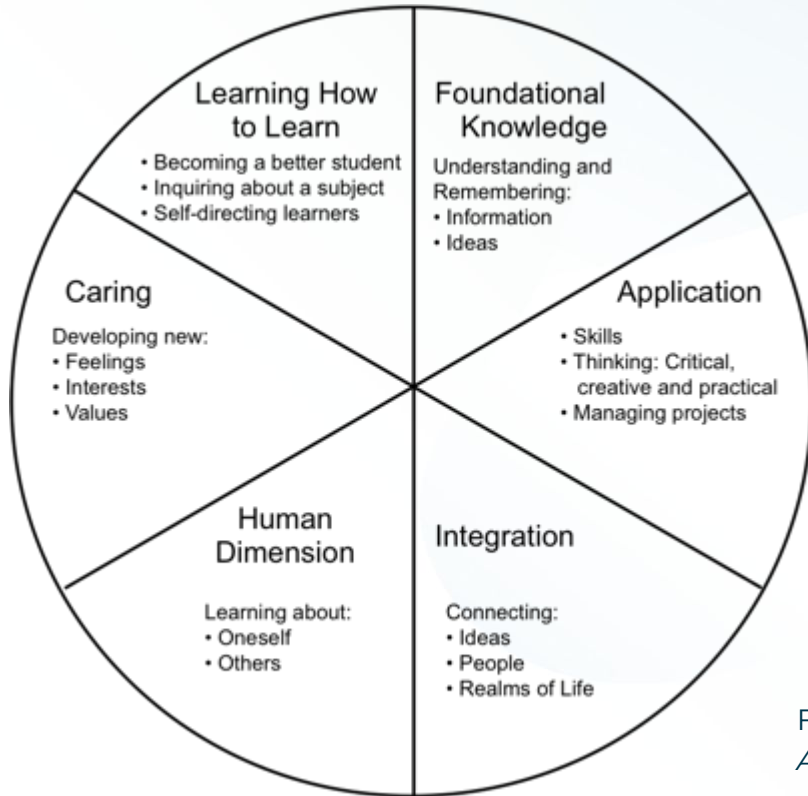 Learning How
to Learn
• Becoming a better student
• Inquiring about a subject
• Self-directing learners
Foundational
Knowledge
Understanding and
Remembering:
• Information
• Ideas
Application
• Skills
• Thinking: Critical,
creative and practical
• Managing projects
Integration
Connecting:
• Ideas
• People
• Realms of Life
Human
Dimension
Learning about:
• Oneself
• Others
Caring
Developing new:
• Feelings
• Interests
• Values